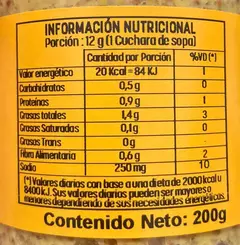 INFORMACIÓN NUTRICIONAL
Porción: 12 g (1 Cuchara de sopa)
Cantidad por Porción %VD(*)
Valor energético 20 Kcal = 84 KJ 1
Carbohidratos 0,5g 0
Proteínas 0,9 g 1
Grasas totales 1,4 g 3
Grasas Saturadas 0,1g 0
Grasas Trans 0g
Fibra Alimentaria 0,6 g 2
Sodio 250 mg 10
(*) Valores diarios con base a una dieta de 2000 kcal u
8400 kJ. Sus valores diarios pueden ser mayores o
menores dependiendo de sus necesidades energéticas.
Contenido Neto: 200g